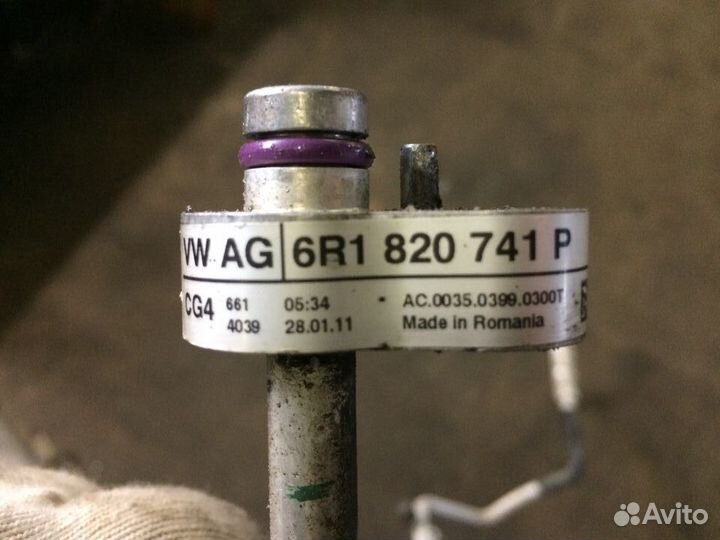 VW AG 6R1 820 741 P
CG4 661 05:34 AC.0035.0399.0300T
4039 28.01.11 Made in Romania
Avito